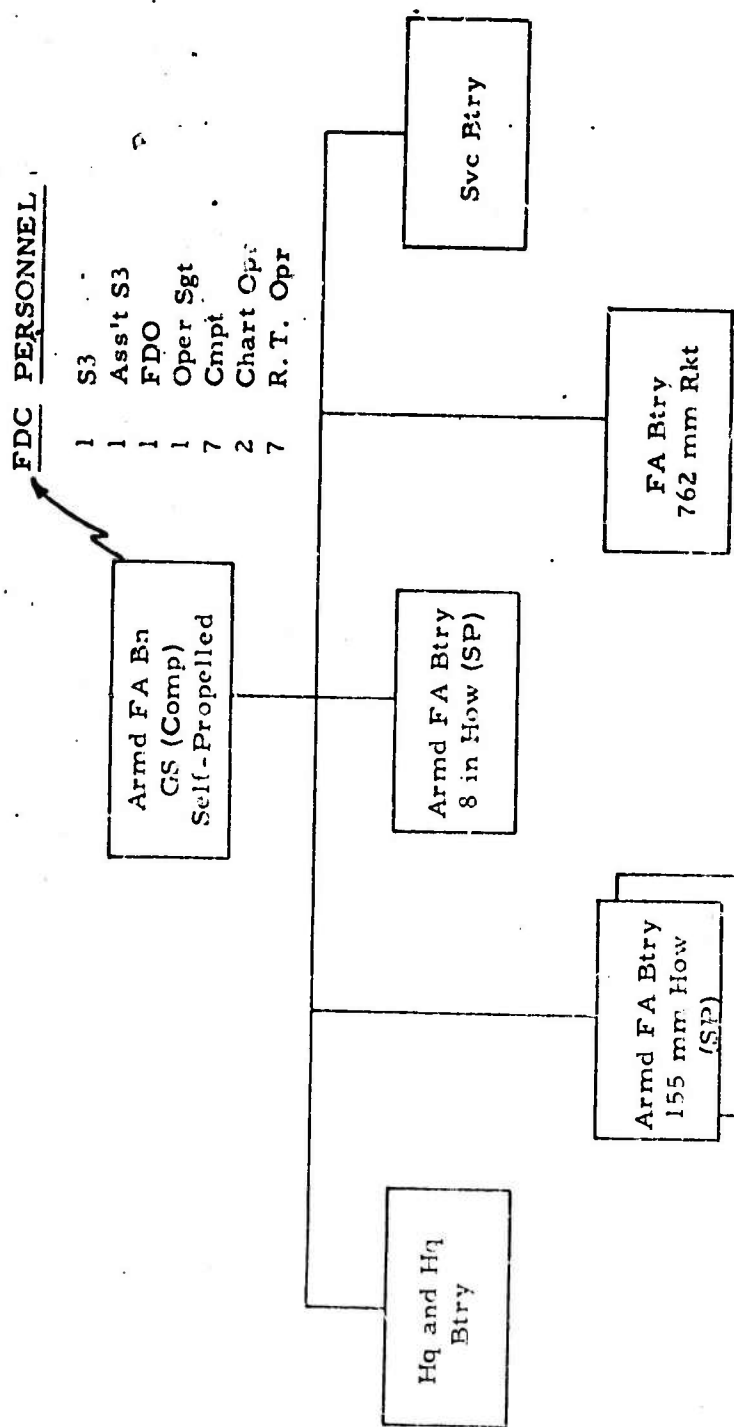 FDC PERSONNEL
1 S3
1 Ass't S3
1 FDO
1 Oper Sgt
7 Cmpt
2 Chart Opr
7 R. T. Opr
Armd FA Bn
GS (Comp)
Self-Propelled
Hq and Hq
Btry
Armd FA Btry
155 mm How
(SP)
Armd FA Btry
8 in How (SP)
FA Btry
762 mm Rkt
Svc Btry